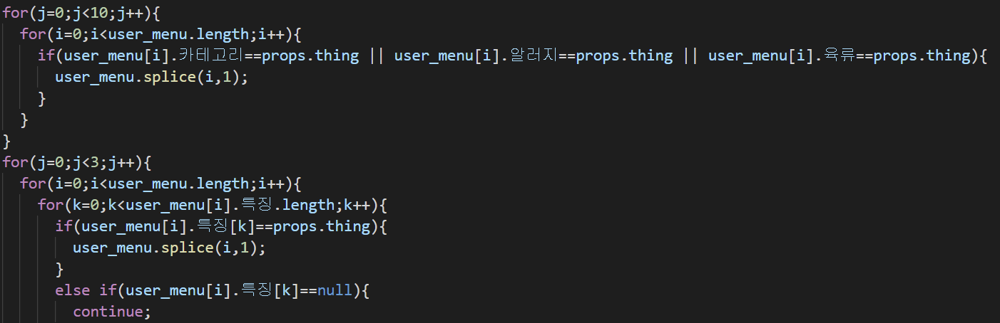 for(j=0;j<10;j++){
for(i=0;i<user_menu.length;i++){
if(user_menu[i].카테고리==props.thing || user_menu[i].알러지==props.thing || user_menu[i].육류==props.thing){
user_menu.splice(i,1);
}
}
}
for(j=0;j<3;j++){
for(i=0;i<user_menu.length;i++){
for(k=0;k<user_menu[i].특징.length;k++){
if(user_menu[i].특징[k]==props.thing){
user_menu.splice(i,1);
}
else if(user_menu[i].특징[k]==null){
continue;